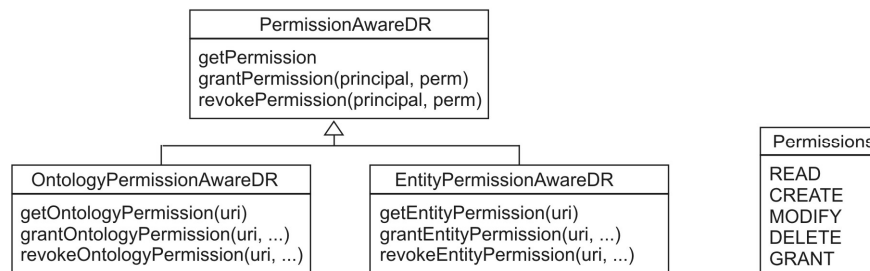 PermissionAwareDR
getPermission
grantPermission(principal, perm)
revokePermission(principal, perm)
OntologyPermissionAwareDR
getOntologyPermission(uri)
grantOntologyPermission(uri, ...)
revokeOntologyPermission(uri, ...)
EntityPermissionAwareDR
getEntityPermission(uri)
grantEntityPermission(uri, ...)
revokeEntityPermission(uri, ...)
Permissions
READ
CREATE
MODIFY
DELETE
GRANT